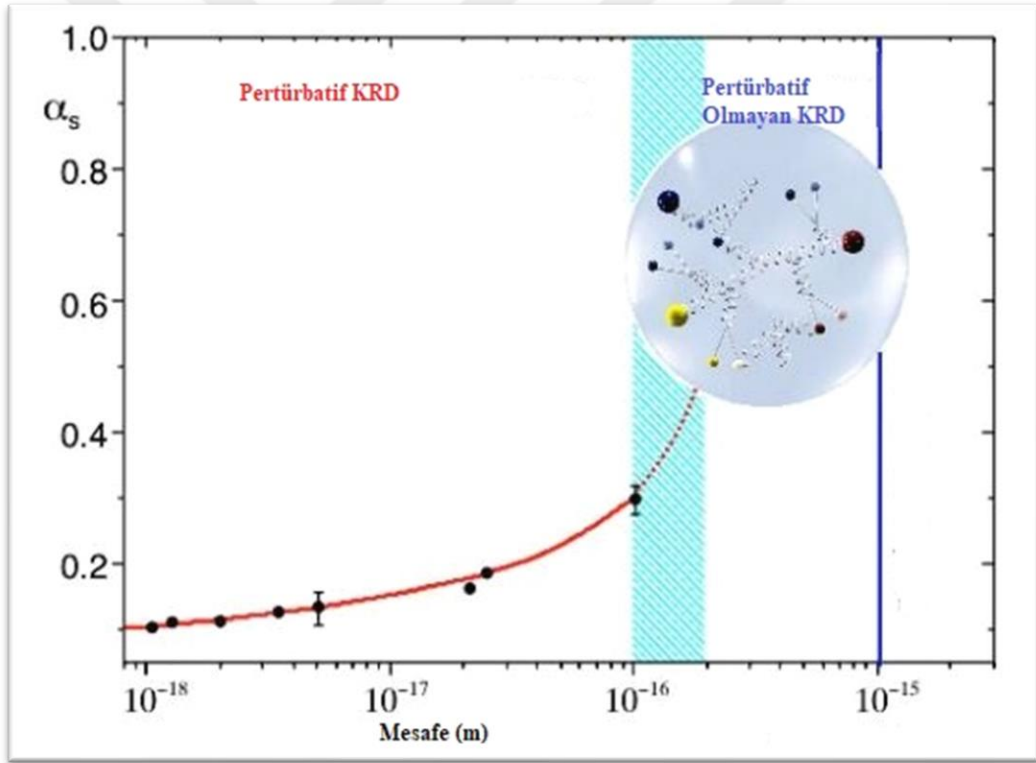 1.0
Pertürbatif KRD
Pertürbatif
Olmayan KRD
αs
0.8
0.6
0.4
0.2
10⁻¹⁸
10⁻¹⁷
10⁻¹⁶
10⁻¹⁵
Mesafe (m)